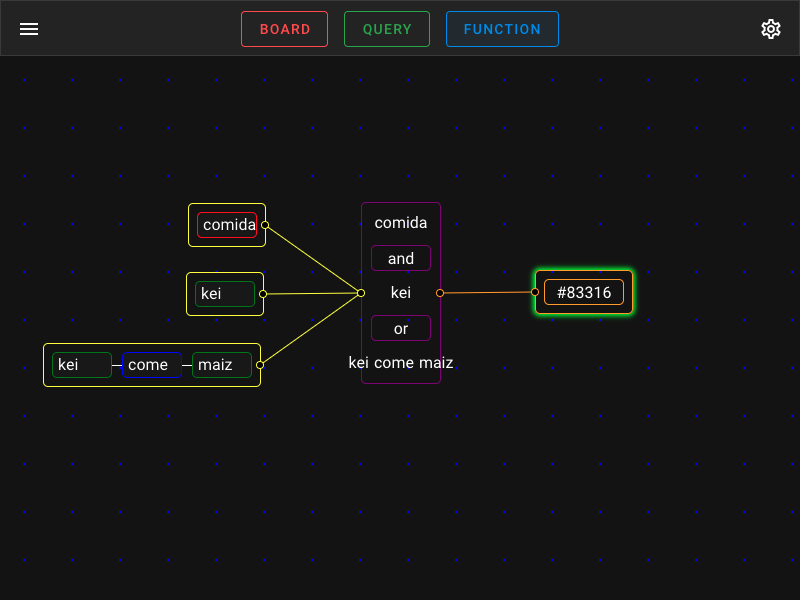 BOARD QUERY FUNCTION
comida
kei
kei come maiz
comida
and
kei
or
kei come maiz
#83316